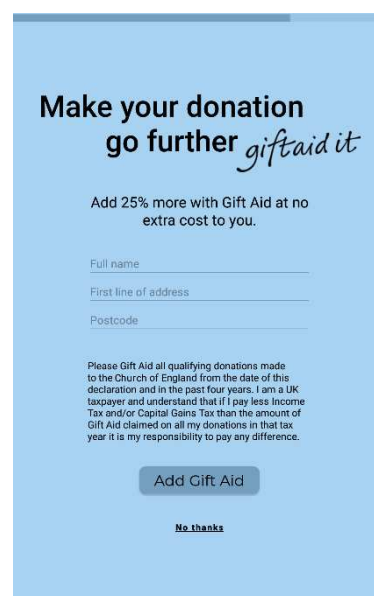 Make your donation
go further giftaid it
Add 25% more with Gift Aid at no
extra cost to you.
Full name
First line of address
Postcode
Please Gift Aid all qualifying donations made
to the Church of England from the date of this
declaration and in the past four years. I am a UK
taxpayer and understand that if I pay less Income
Tax and/or Capital Gains Tax than the amount of
Gift Aid claimed on all my donations in that tax
year it is my responsibility to pay any difference.
Add Gift Aid
No thanks